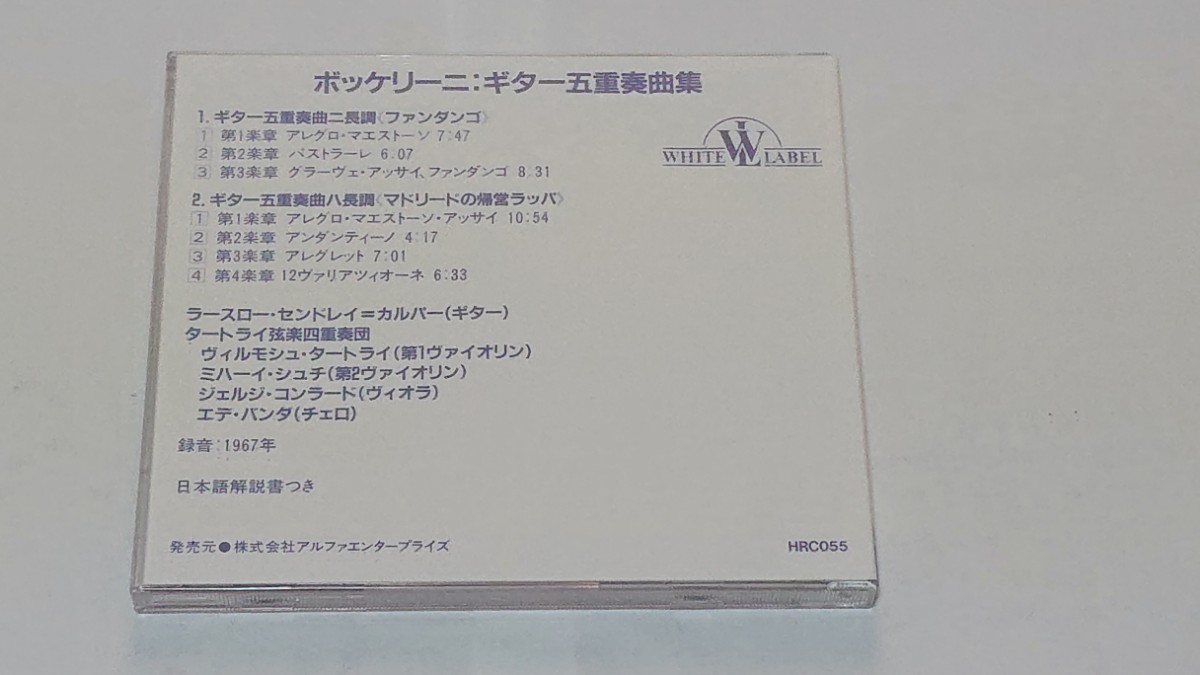 ボッケリーニ:ギター五重奏曲集
1. ギター五重奏曲ニ長調《ファンダンゴ》
1 第1楽章 アレグロ・マエストーソ 7:47
2 第2楽章 パストラーレ 6:07
3 第3楽章 グラーヴェ・アッサイ、ファンダンゴ 8:31
WHITE WL LABEL
2. ギター五重奏曲ハ長調《マドリードの帰営ラッパ》
1 第1楽章 アレグロ・マエストーソ・アッサイ 10:54
2 第2楽章 アンダンティーノ 4:17
3 第3楽章 アレグレット 7:01
4 第4楽章 12ヴァリアツィオーネ 6:33
ラースロー・センドレイ=カルパー(ギター)
タートライ弦楽四重奏団
ヴィルモシュ・タートライ(第1ヴァイオリン)
ミハーイ・シュチ(第2ヴァイオリン)
ジェルジ・コンラード(ヴィオラ)
エデ・バンダ(チェロ)
録音:1967年
日本語解説書つき
発売元●株式会社アルファエンタープライズ
HRC055